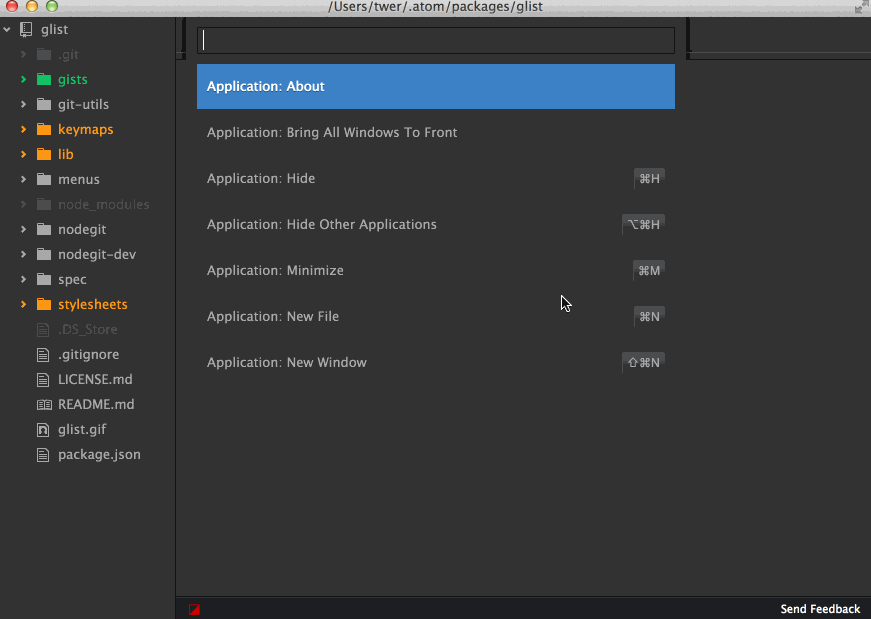 /Users/twer/.atom/packages/glist
glist
.git
gists
git-utils
keymaps
lib
menus
node_modules
nodegit
nodegit-dev
spec
stylesheets
.DS_Store
.gitignore
LICENSE.md
README.md
glist.gif
package.json
Application: About
Application: Bring All Windows To Front
Application: Hide ⌘H
Application: Hide Other Applications ⌥⌘H
Application: Minimize ⌘M
Application: New File ⌘N
Application: New Window ⇧⌘N
Send Feedback